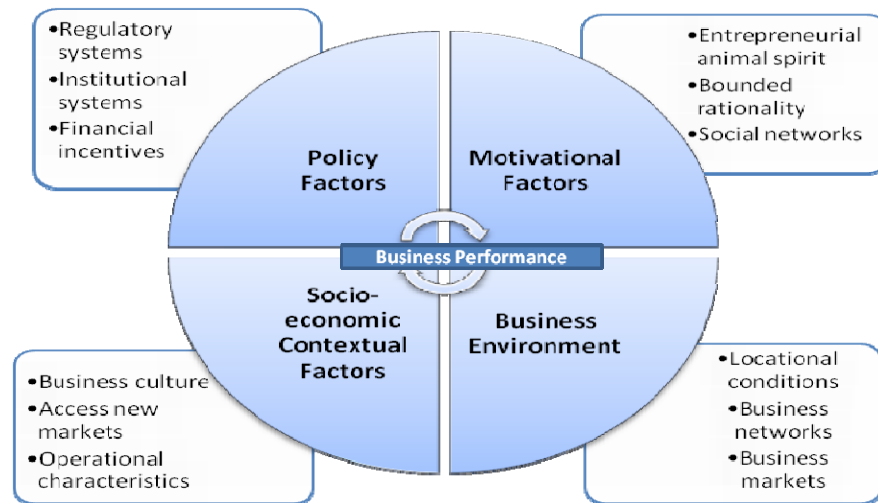 •Regulatory
systems
•Institutional
systems
•Financial
incentives
•Entrepreneurial
animal spirit
•Bounded
rationality
•Social networks
Policy
Factors
Motivational
Factors
Business Performance
Socio-
economic
Contextual
Factors
Business
Environment
•Business culture
•Access new
markets
•Operational
characteristics
•Locational
conditions
•Business
networks
•Business
markets